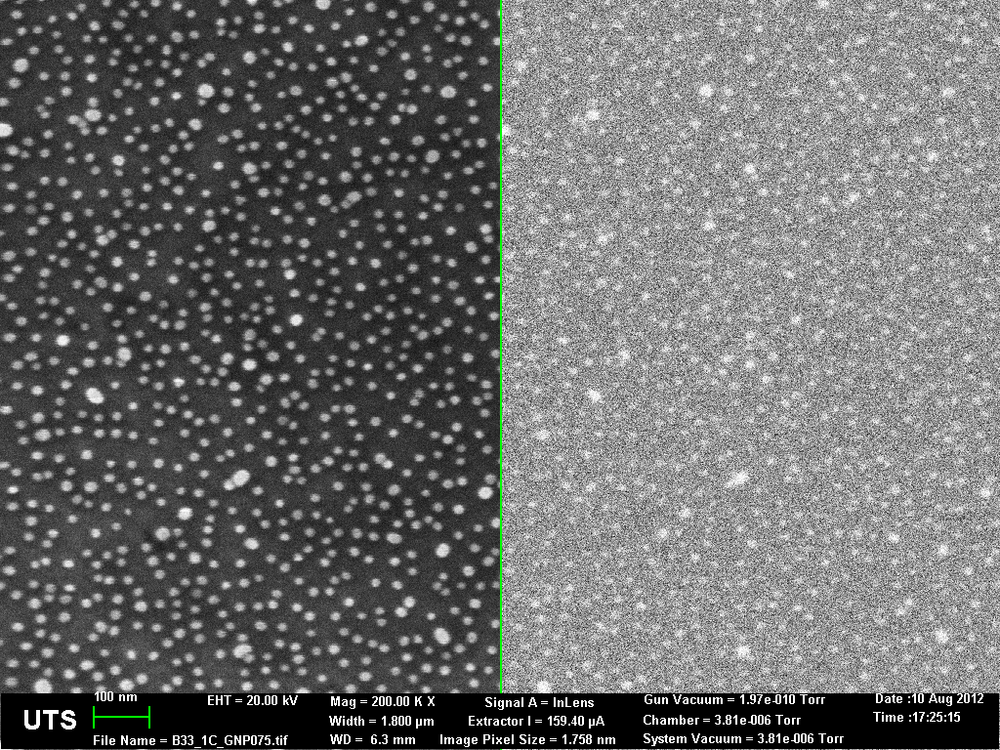 100 nm EHT = 20.00 kV Mag = 200.00 K X Signal A = InLens Gun Vacuum = 1.97e-010 Torr Date :10 Aug 2012
UTS Width = 1.800 µm Extractor I = 159.40 µA Chamber = 3.81e-006 Torr Time :17:25:15
File Name = B33_1C_GNP075.tif WD = 6.3 mm Image Pixel Size = 1.758 nm System Vacuum = 3.81e-006 Torr